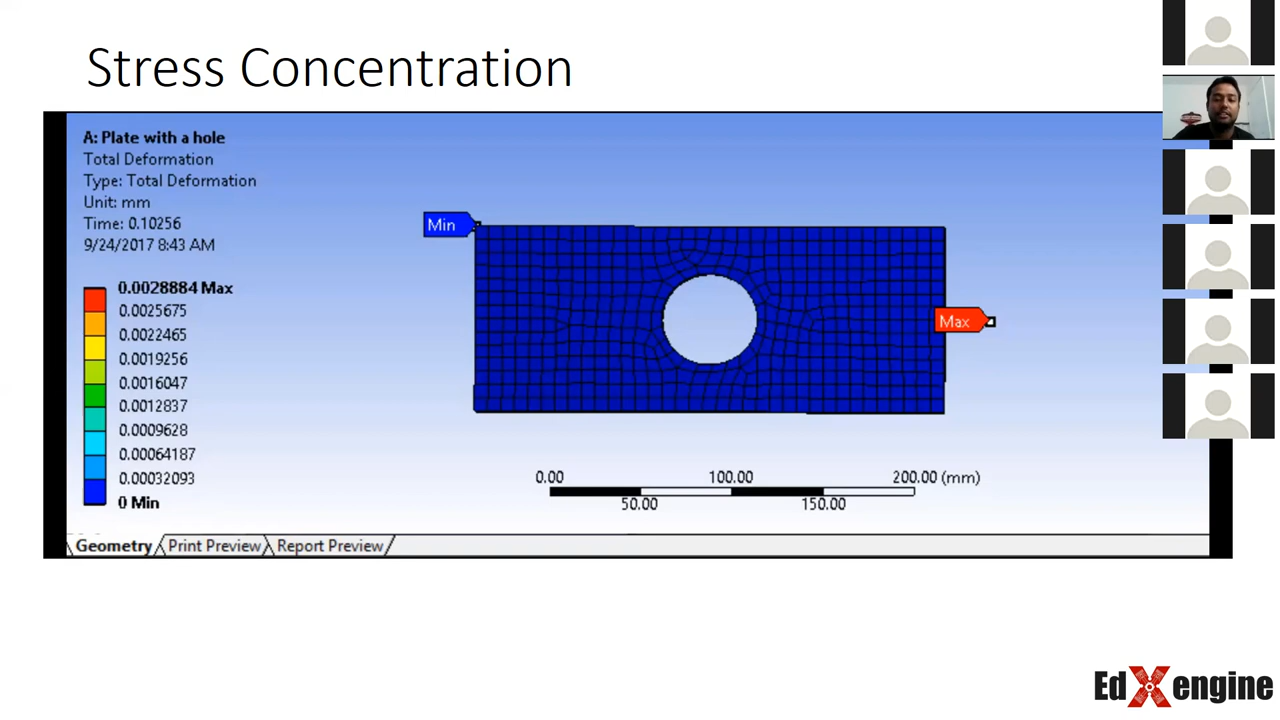 Stress Concentration
A: Plate with a hole
Total Deformation
Type: Total Deformation
Unit: mm
Time: 0.10256
9/24/2017 8:43 AM
0.0028884 Max
0.0025675
0.0022465
0.0019256
0.0016047
0.0012837
0.0009628
0.00064187
0.00032093
0 Min
Min
Max
0.00 100.00 200.00 (mm)
50.00 150.00
Geometry Print Preview Report Preview
EdXengine